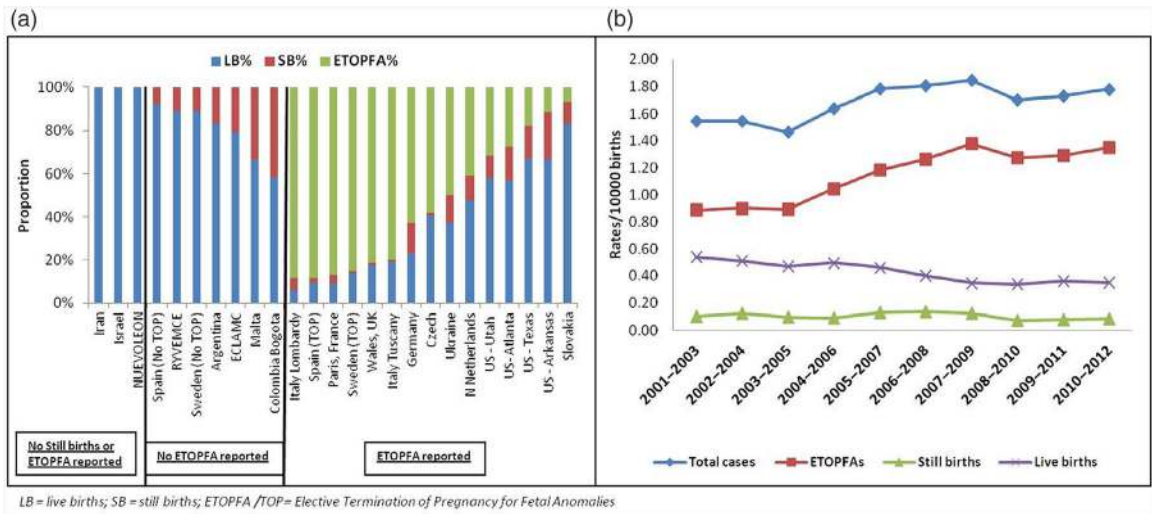 (a)
LB% SB% ETOPFA%
Proportion
100%
80%
60%
40%
20%
0%
Iran
Israel
NUEVOLEON
Spain (No TOP)
RYVEMCE
Sweden (No TOP)
Argentina
ECLAMC
Malta
Colombia Bogota
Italy Lombardy
Spain (TOP)
Paris, France
Sweden (TOP)
Wales, UK
Italy Tuscany
Germany
Czech
Ukraine
N Netherlands
US - Utah
US - Atlanta
US - Texas
US - Arkansas
Slovakia
No Still births or
ETOPFA reported
No ETOPFA reported
ETOPFA reported
(b)
Rates/10000 births
2.00
1.80
1.60
1.40
1.20
1.00
0.80
0.60
0.40
0.20
0.00
2001–2003
2002–2004
2003–2005
2004–2006
2005–2007
2006–2008
2007–2009
2008–2010
2009–2011
2010–2012
Total cases ETOPFAs Still births Live births
LB = live births; SB = still births; ETOPFA /TOP= Elective Termination of Pregnancy for Fetal Anomalies